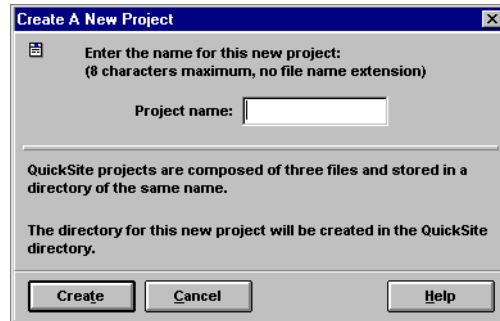 Create A New Project
Enter the name for this new project:
(8 characters maximum, no file name extension)
Project name:
QuickSite projects are composed of three files and stored in a
directory of the same name.
The directory for this new project will be created in the QuickSite
directory.
Create Cancel Help